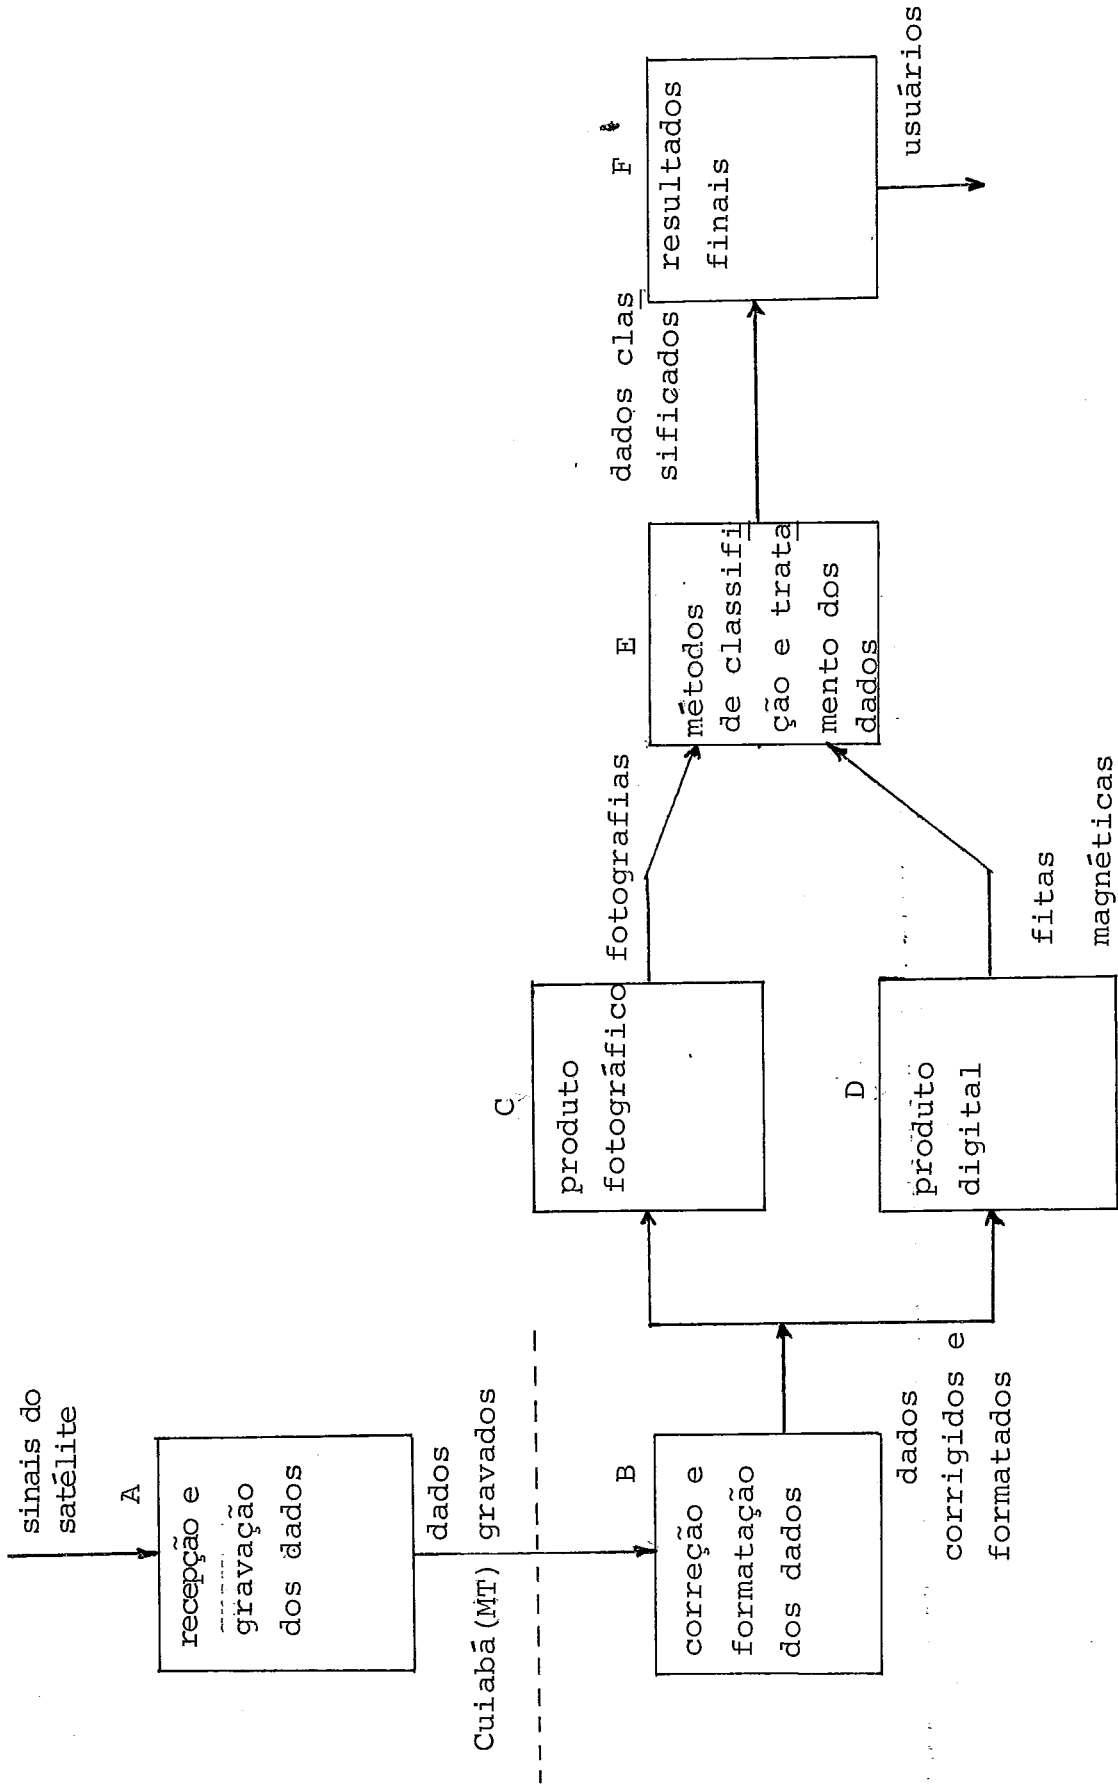 sinais do
satélite
A
recepção e
gravação
dos dados
dados
gravados
Cuiabá(MT)
B
correção e
formatação
dos dados
dados
corrigidos e
formatados
C
produto
fotográfico
fotografias
D
produto
digital
fitas
magnéticas
E
métodos
de classifi
ção e trata
mento dos
dados
dados clas
sificados
F
resultados
finais
usuários